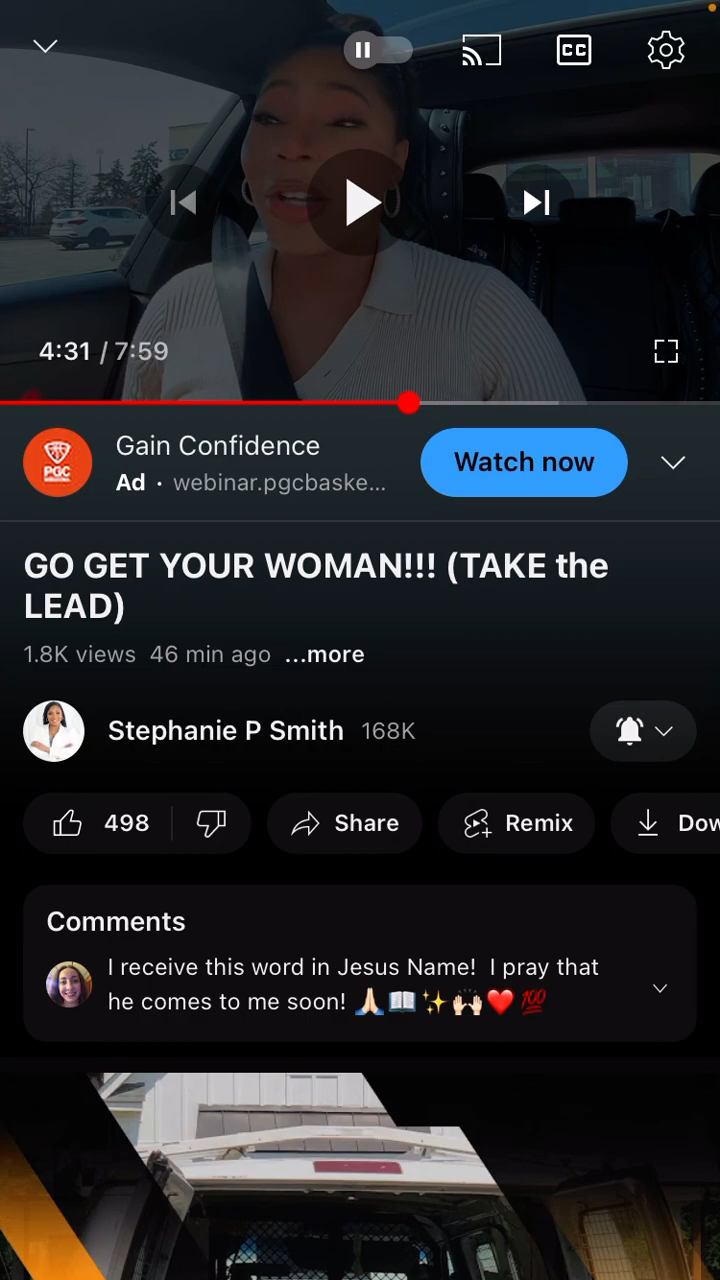 CC
4:31 / 7:59
PGC
Gain Confidence
Ad · webinar.pgcbaske...
Watch now
GO GET YOUR WOMAN!!! (TAKE the
LEAD)
1.8K views 46 min ago ...more
Stephanie P Smith 168K
498
Share
Remix
Dow
Comments
I receive this word in Jesus Name! I pray that
he comes to me soon! 🙏🏻📖✨🙌🏻❤️💯